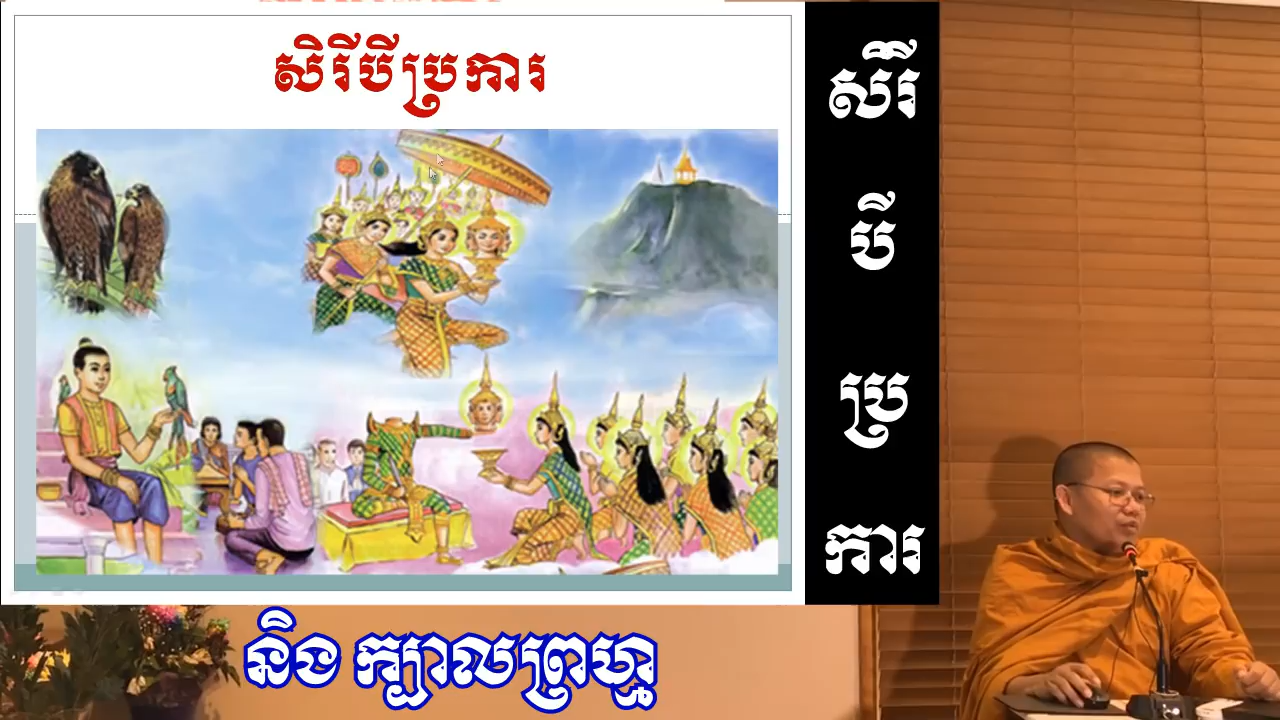 សិរីបីប្រការ
សិរី
បី
ប្រ
ការ
និង ក្បាលព្រហ្ម